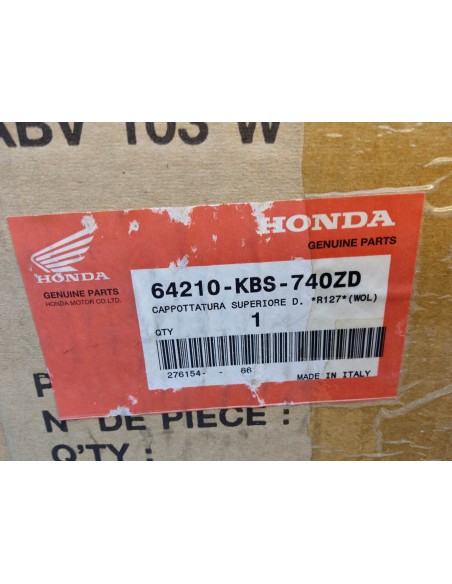 ABV 103 W
HONDA
GENUINE PARTS
HONDA
GENUINE PARTS
HONDA MOTOR CO.LTD.
64210-KBS-740ZD
CAPPOTTATURA SUPERIORE D. *R127*(WOL)
QTY 1
276154- - 66
MADE IN ITALY
N° DE PIECE :
Q'TY :